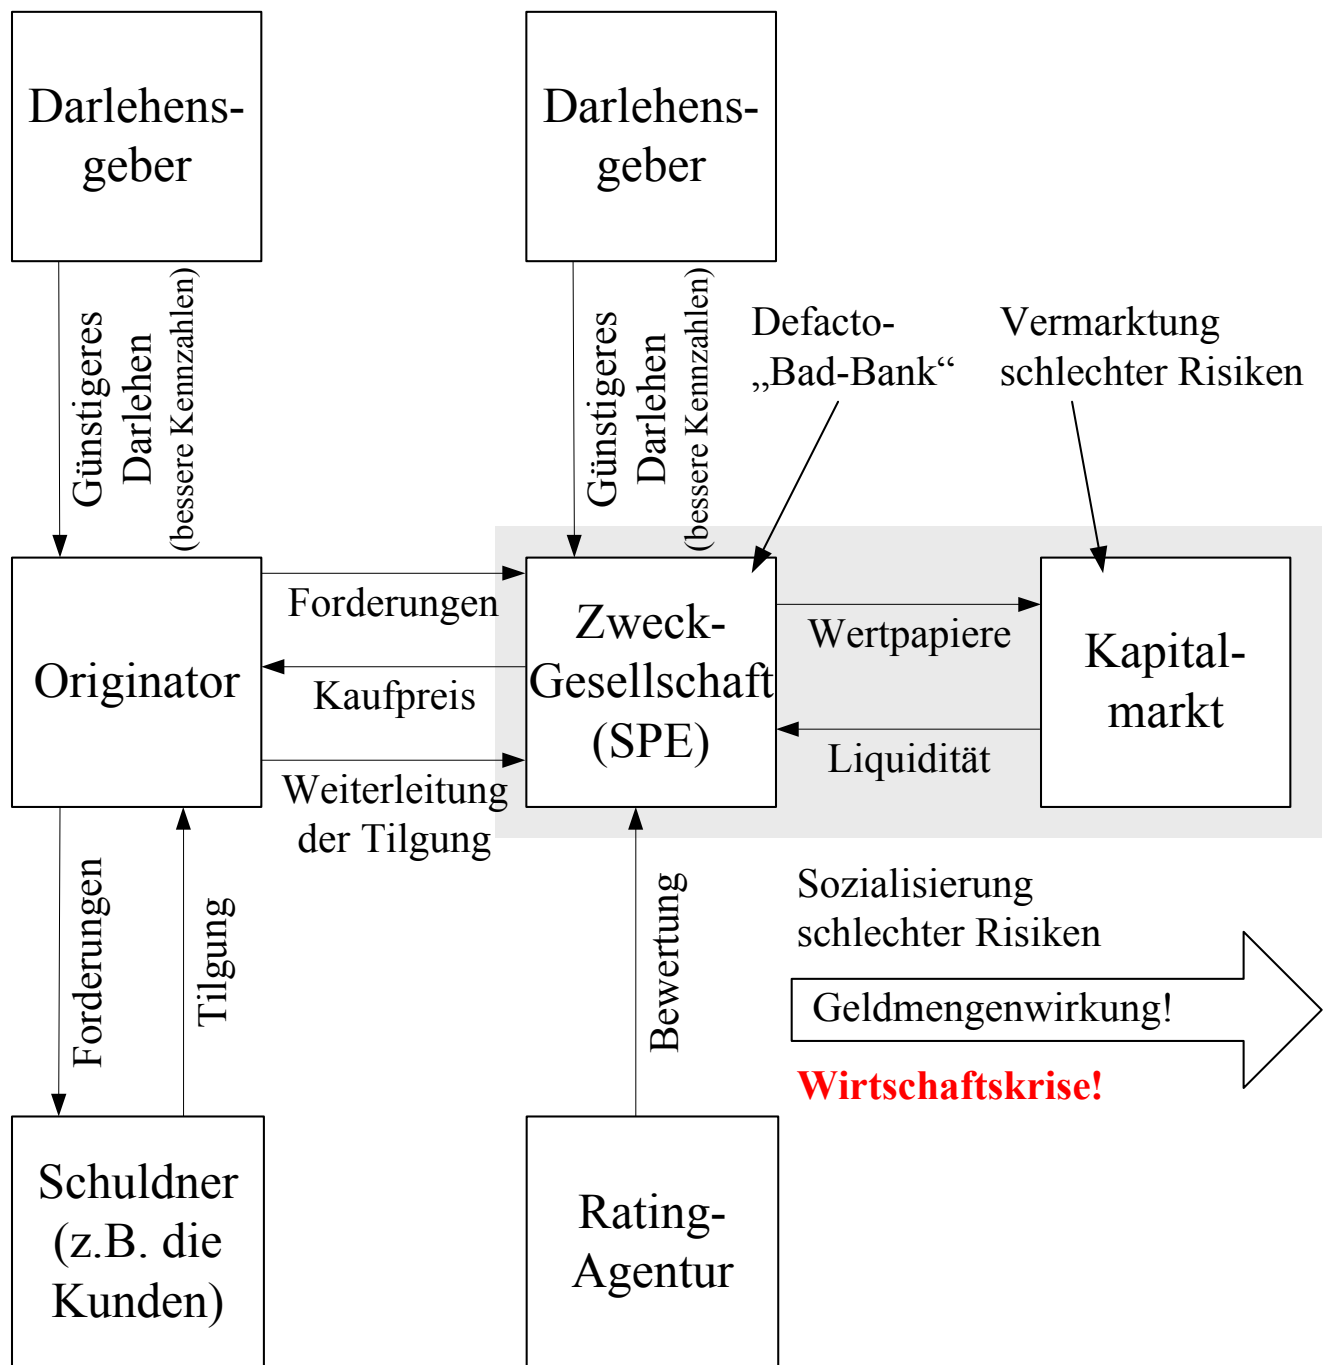 Darlehens-
geber
Darlehens-
geber
Günstigeres
Darlehen
(bessere Kennzahlen)
Günstigeres
Darlehen
(bessere Kennzahlen)
Defacto-
„Bad-Bank“
Vermarktung
schlechter Risiken
Originator
Forderungen
Kaufpreis
Weiterleitung
der Tilgung
Zweck-
Gesellschaft
(SPE)
Wertpapiere
Liquidität
Kapital-
markt
Forderungen
Tilgung
Bewertung
Sozialisierung
schlechter Risiken
Geldmengenwirkung!
Wirtschaftskrise!
Schuldner
(z.B. die
Kunden)
Rating-
Agentur